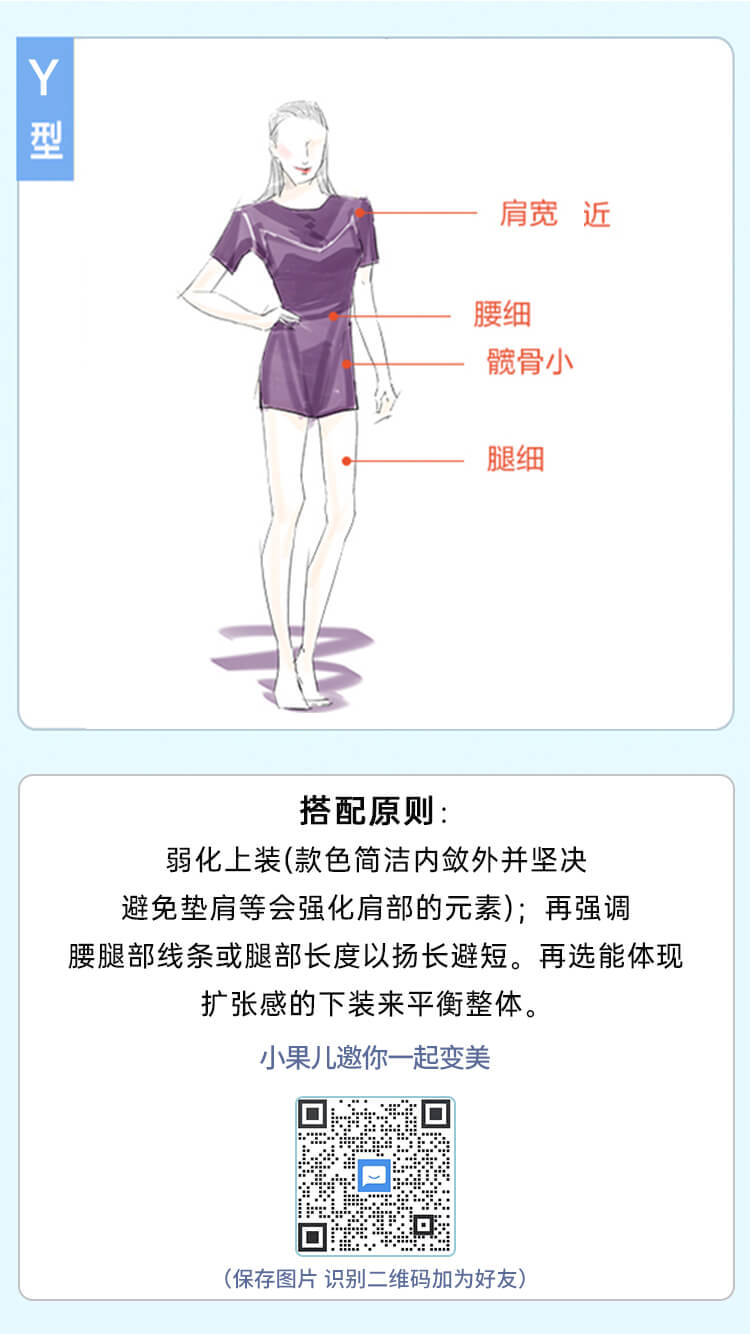 Y
型
肩宽 近
腰细
髋骨小
腿细
搭配原则：
弱化上装(款色简洁内敛外并坚决
避免垫肩等会强化肩部的元素)；再强调
腰腿部线条或腿部长度以扬长避短。再选能体现
扩张感的下装来平衡整体。
小果儿邀你一起变美
（保存图片 识别二维码加为好友）